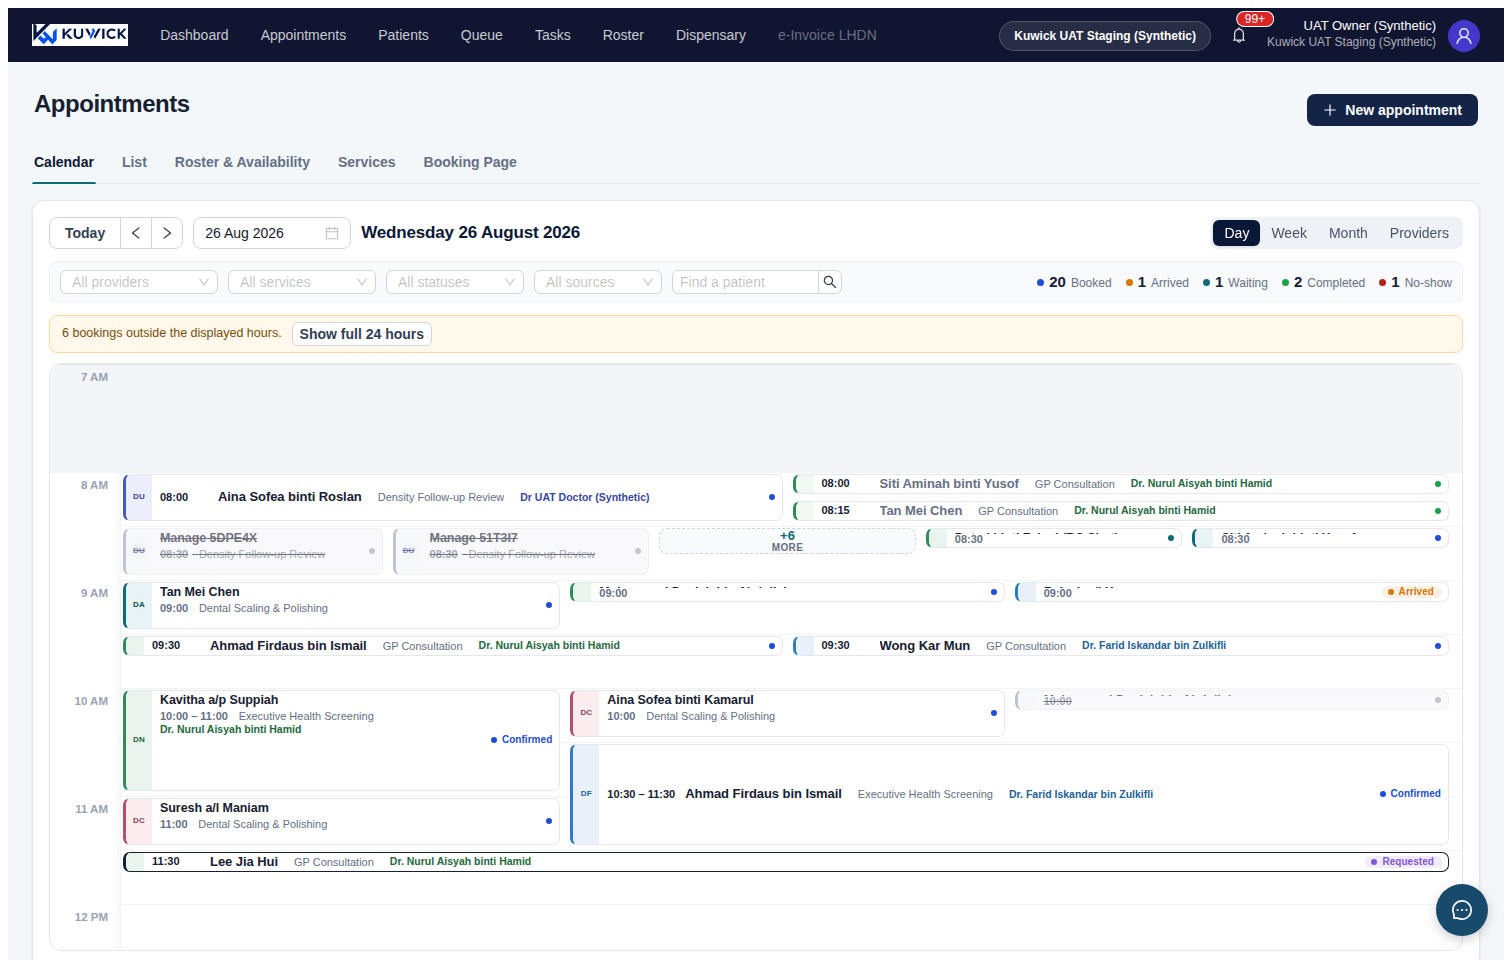 KUWICK
Dashboard Appointments Patients Queue Tasks Roster Dispensary e-Invoice LHDN
Kuwick UAT Staging (Synthetic)
99+
UAT Owner (Synthetic)
Kuwick UAT Staging (Synthetic)
Appointments
New appointment
Calendar List Roster & Availability Services Booking Page
Today 26 Aug 2026 Wednesday 26 August 2026
Day Week Month Providers
All providers All services All statuses All sources Find a patient
20 Booked 1 Arrived 1 Waiting 2 Completed 1 No-show
6 bookings outside the displayed hours. Show full 24 hours
7 AM
8 AM
DU 08:00 Aina Sofea binti Roslan Density Follow-up Review Dr UAT Doctor (Synthetic)
08:00 Siti Aminah binti Yusof GP Consultation Dr. Nurul Aisyah binti Hamid
08:15 Tan Mei Chen GP Consultation Dr. Nurul Aisyah binti Hamid
DU Manage 5DPE4X
08:30 Density Follow-up Review
DU Manage 51T3I7
08:30 Density Follow-up Review
+6
MORE
08:30
08:30
9 AM
DA Tan Mei Chen
09:00 Dental Scaling & Polishing
09:00
09:00
Arrived
09:30 Ahmad Firdaus bin Ismail GP Consultation Dr. Nurul Aisyah binti Hamid
09:30 Wong Kar Mun GP Consultation Dr. Farid Iskandar bin Zulkifli
10 AM
DN Kavitha a/p Suppiah
10:00 – 11:00 Executive Health Screening
Dr. Nurul Aisyah binti Hamid
Confirmed
DC Aina Sofea binti Kamarul
10:00 Dental Scaling & Polishing
10:00
DF 10:30 – 11:30 Ahmad Firdaus bin Ismail Executive Health Screening Dr. Farid Iskandar bin Zulkifli Confirmed
11 AM
DC Suresh a/l Maniam
11:00 Dental Scaling & Polishing
11:30 Lee Jia Hui GP Consultation Dr. Nurul Aisyah binti Hamid Requested
12 PM